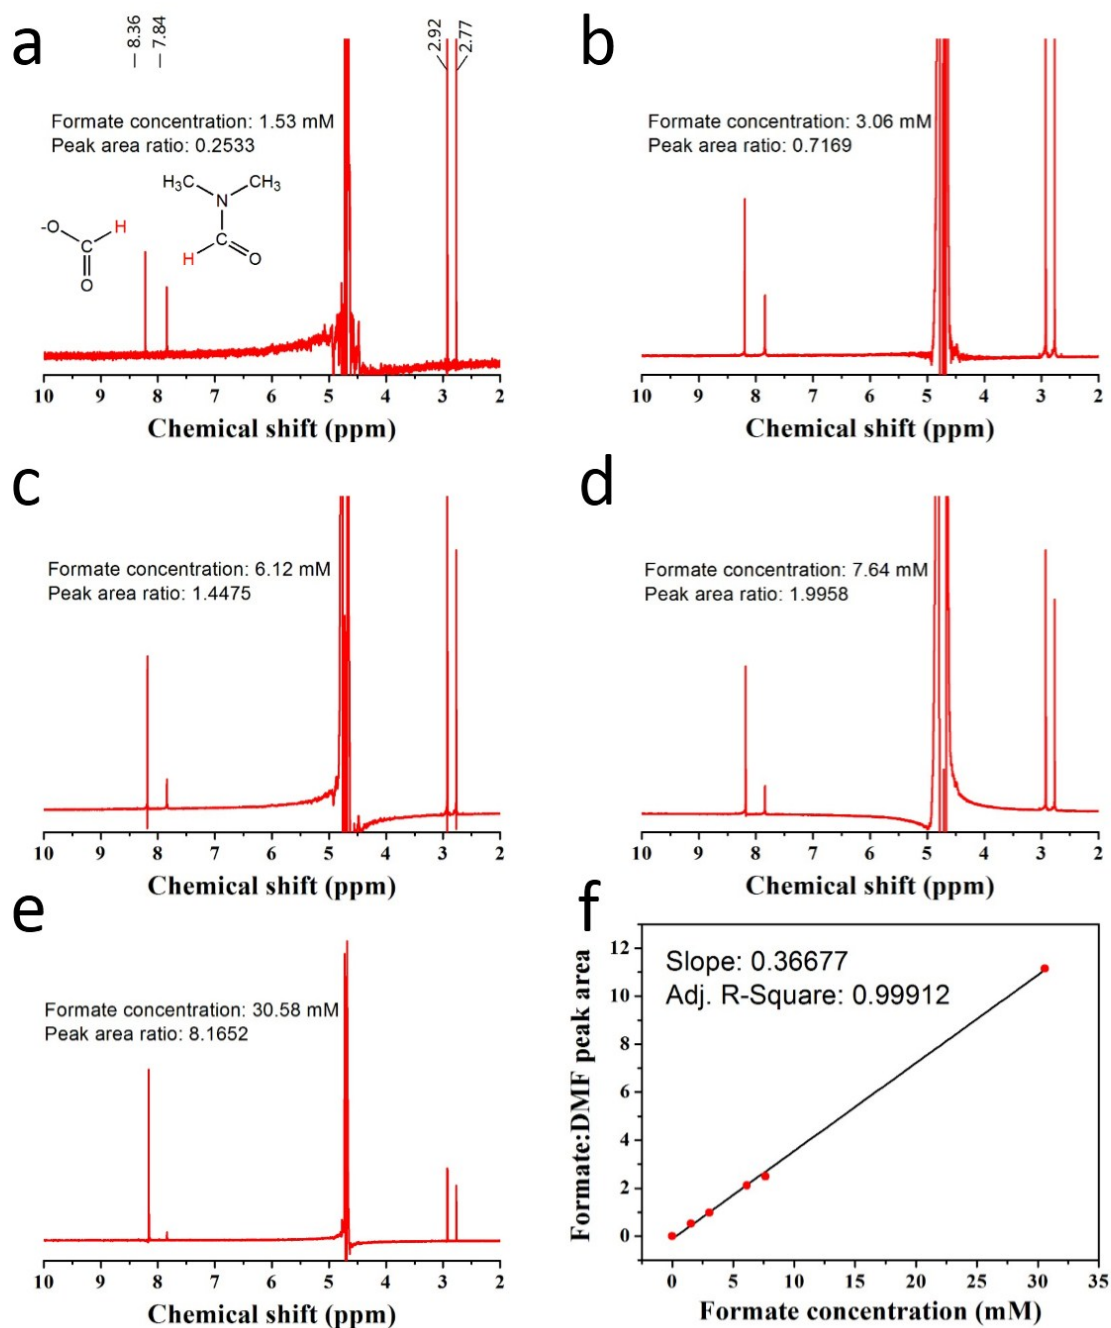 a
8.36
7.84
2.92
2.77
Formate concentration: 1.53 mM
Peak area ratio: 0.2533
H3C
CH3
N
-O
H
C
O
H
C
O
10 9 8 7 6 5 4 3 2
Chemical shift (ppm)
b
Formate concentration: 3.06 mM
Peak area ratio: 0.7169
10 9 8 7 6 5 4 3 2
Chemical shift (ppm)
c
Formate concentration: 6.12 mM
Peak area ratio: 1.4475
10 9 8 7 6 5 4 3 2
Chemical shift (ppm)
d
Formate concentration: 7.64 mM
Peak area ratio: 1.9958
10 9 8 7 6 5 4 3 2
Chemical shift (ppm)
e
Formate concentration: 30.58 mM
Peak area ratio: 8.1652
10 9 8 7 6 5 4 3 2
Chemical shift (ppm)
f
Formate:DMF peak area
12
10
8
6
4
2
0
Slope: 0.36677
Adj. R-Square: 0.99912
0 5 10 15 20 25 30 35
Formate concentration (mM)